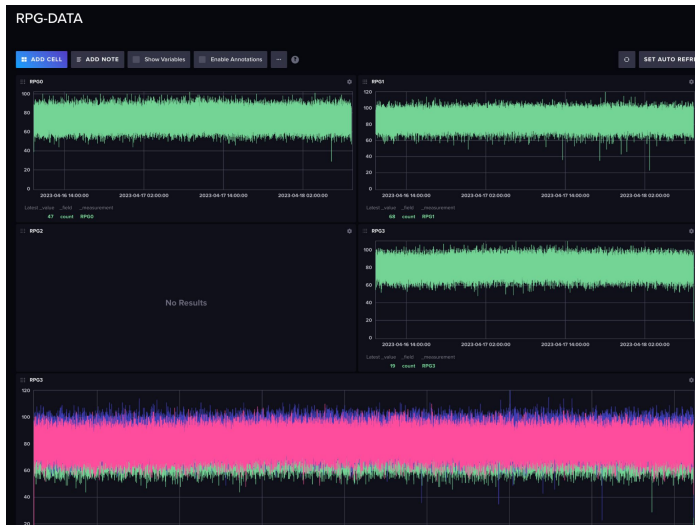 RPG-DATA
ADD CELL ADD NOTE Show Variables Enable Annotations ... ? SET AUTO REFR
RPG0
100
80
60
40
20
0
2023-04-16 14:00:00 2023-04-17 02:00:00 2023-04-17 14:00:00 2023-04-18 02:00:00
Latest _value _field _measurement
47 count RPG0
RPG1
120
100
80
60
40
20
0
2023-04-16 14:00:00 2023-04-17 02:00:00 2023-04-17 14:00:00 2023-04-18 02:00:00
Latest _value _field _measurement
68 count RPG1
RPG2
No Results
RPG3
100
80
60
40
20
0
2023-04-16 14:00:00 2023-04-17 02:00:00 2023-04-17 14:00:00 2023-04-18 02:00:00
Latest _value _field _measurement
19 count RPG3
RPG3
120
100
80
60
40
20